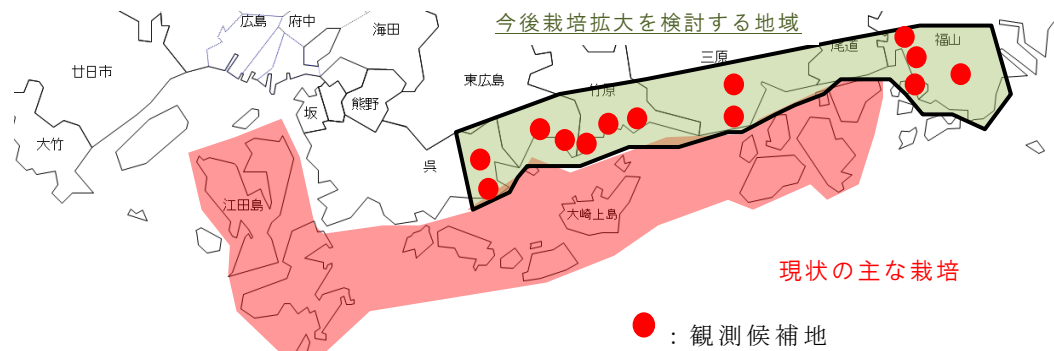 今後栽培拡大を検討する地域
広島
府中
海田
廿日市
大竹
坂
熊野
呉
東広島
竹原
三原
尾道
福山
江田島
大崎上島
現状の主な栽培
：観測候補地